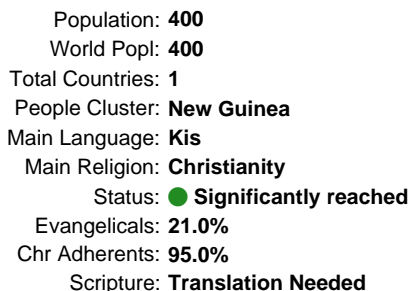 Population: 400
World Popl: 400
Total Countries: 1
People Cluster: New Guinea
Main Language: Kis
Main Religion: Christianity
Status: Significantly reached
Evangelicals: 21.0%
Chr Adherents: 95.0%
Scripture: Translation Needed